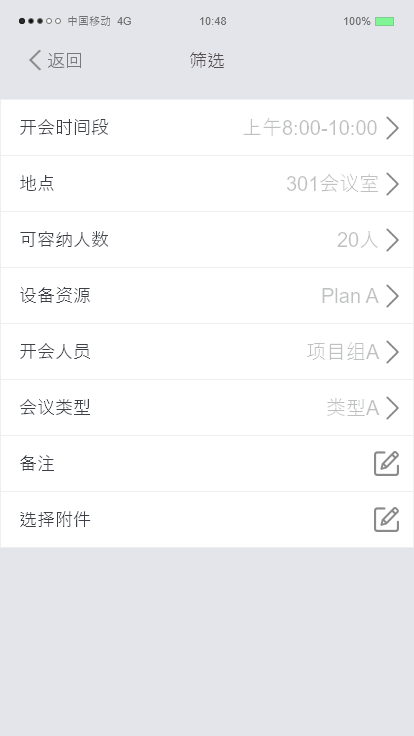 中国移动 4G 10:48 100%
返回 筛选
开会时间段 上午8:00-10:00
地点 301会议室
可容纳人数 20人
设备资源 Plan A
开会人员 项目组A
会议类型 类型A
备注
选择附件